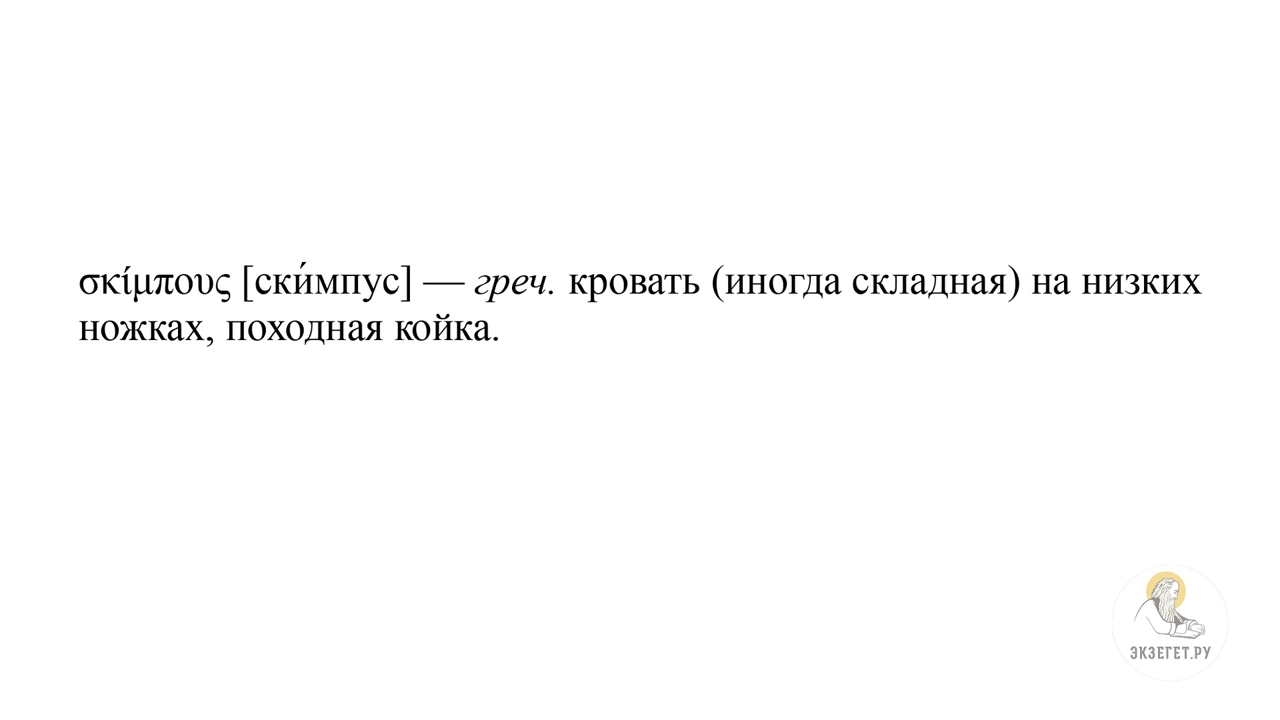 σκίμπους [ски́мпус] — греч. кровать (иногда складная) на низких
ножках, походная койка.
ЭКЗЕГЕТ.РУ